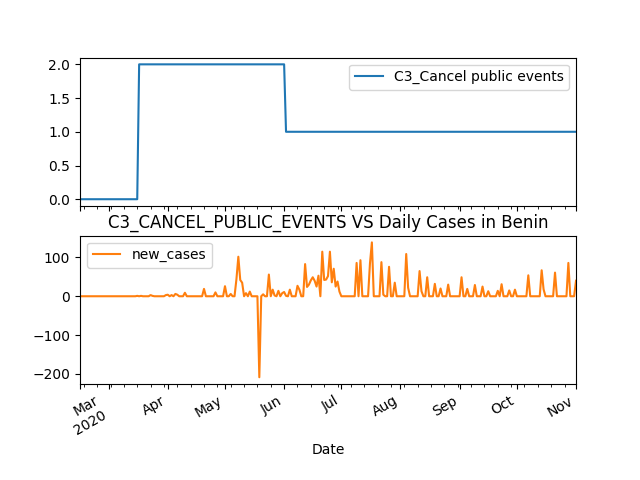 2.0
1.5
1.0
0.5
0.0
C3_Cancel public events
C3_CANCEL_PUBLIC_EVENTS VS Daily Cases in Benin
100
0
−100
−200
new_cases
Mar
2020
Apr
May
Jun
Jul
Aug
Sep
Oct
Nov
Date